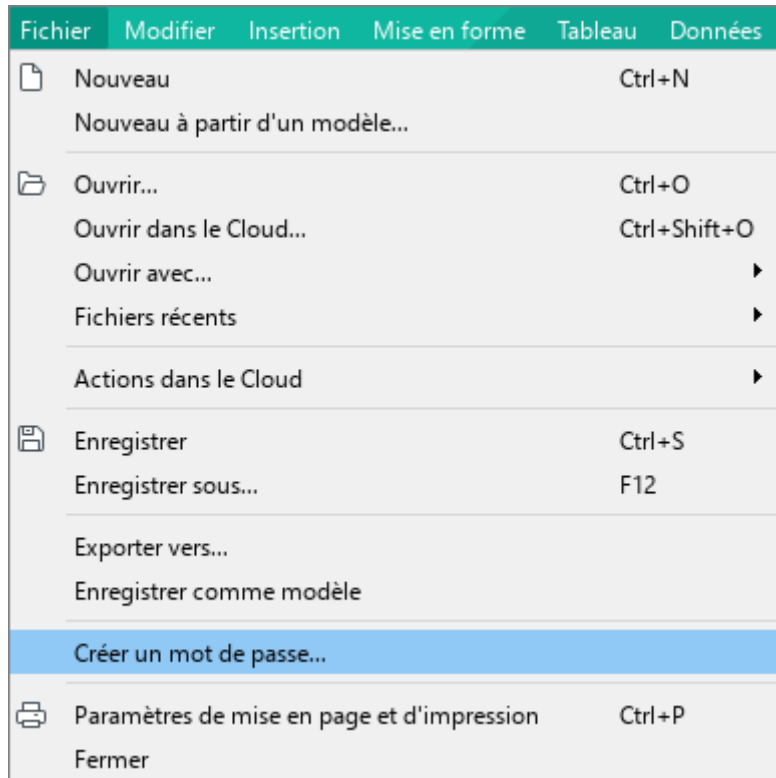 Fichier Modifier Insertion Mise en forme Tableau Données
Nouveau Ctrl+N
Nouveau à partir d'un modèle...
Ouvrir... Ctrl+O
Ouvrir dans le Cloud... Ctrl+Shift+O
Ouvrir avec...
Fichiers récents
Actions dans le Cloud
Enregistrer Ctrl+S
Enregistrer sous... F12
Exporter vers...
Enregistrer comme modèle
Créer un mot de passe...
Paramètres de mise en page et d'impression Ctrl+P
Fermer